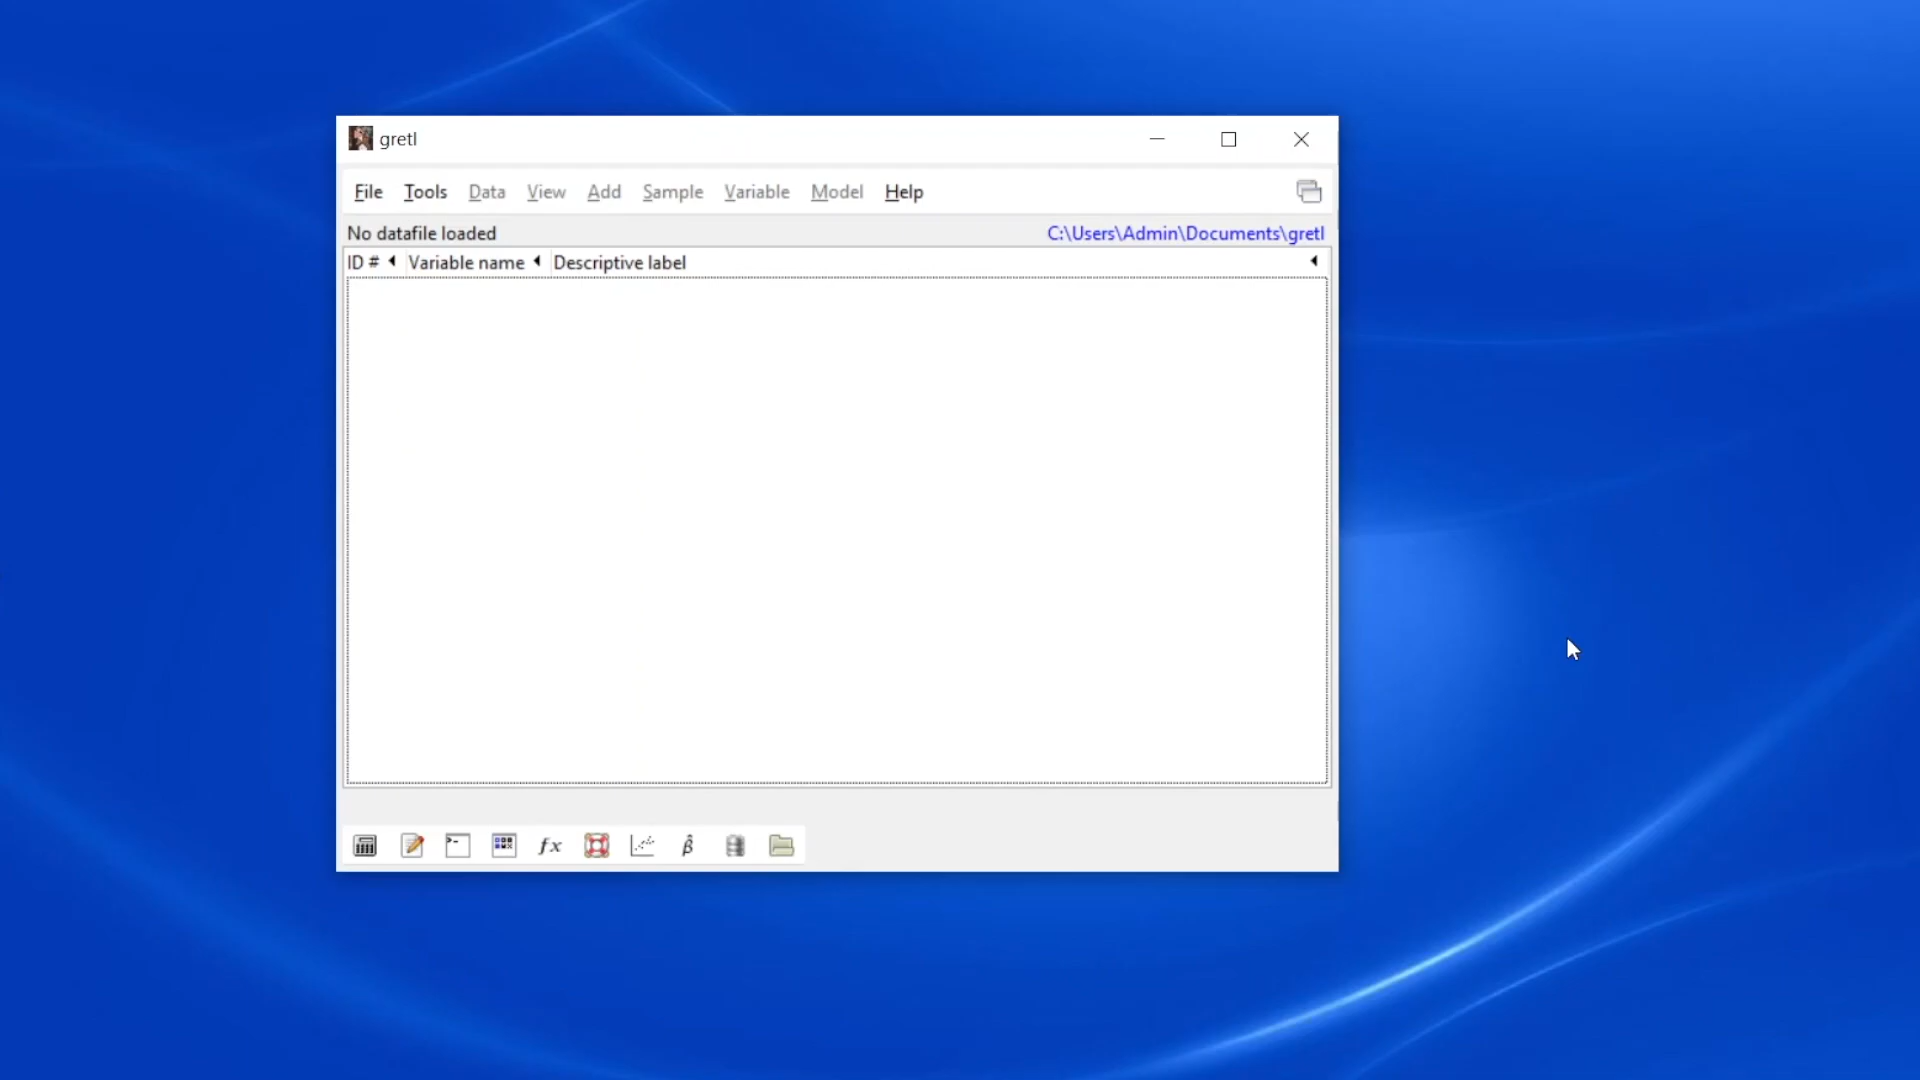 gretl
File Tools Data View Add Sample Variable Model Help
No datafile loaded C:\Users\Admin\Documents\gretl
ID # Variable name Descriptive label
fx β̂